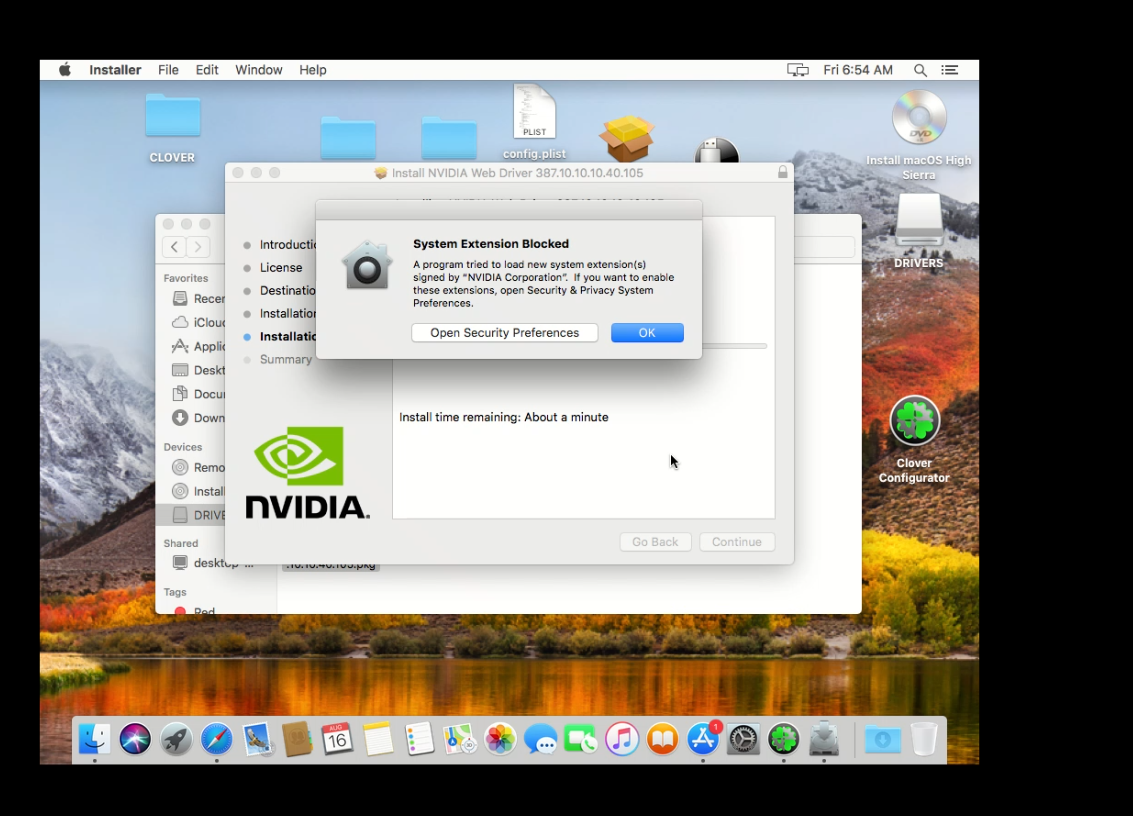 Installer File Edit Window Help
Fri 6:54 AM
CLOVER
PLIST
config.plist
DVD
Install macOS High
Sierra
DRIVERS
Clover
Configurator
Install NVIDIA Web Driver 387.10.10.10.40.105
Introductio
License
Destinatio
Installation
Installatio
Summary
System Extension Blocked
A program tried to load new system extension(s)
signed by “NVIDIA Corporation”. If you want to enable
these extensions, open Security & Privacy System
Preferences.
Open Security Preferences
OK
Install time remaining: About a minute
NVIDIA.
Go Back
Continue
Favorites
Recen
iCloud
Applic
Deskt
Docu
Down
Devices
Remo
Install
DRIVE
Shared
desktop-...
.10.10.40.105.pkg
Tags
Red
AUG
16
1